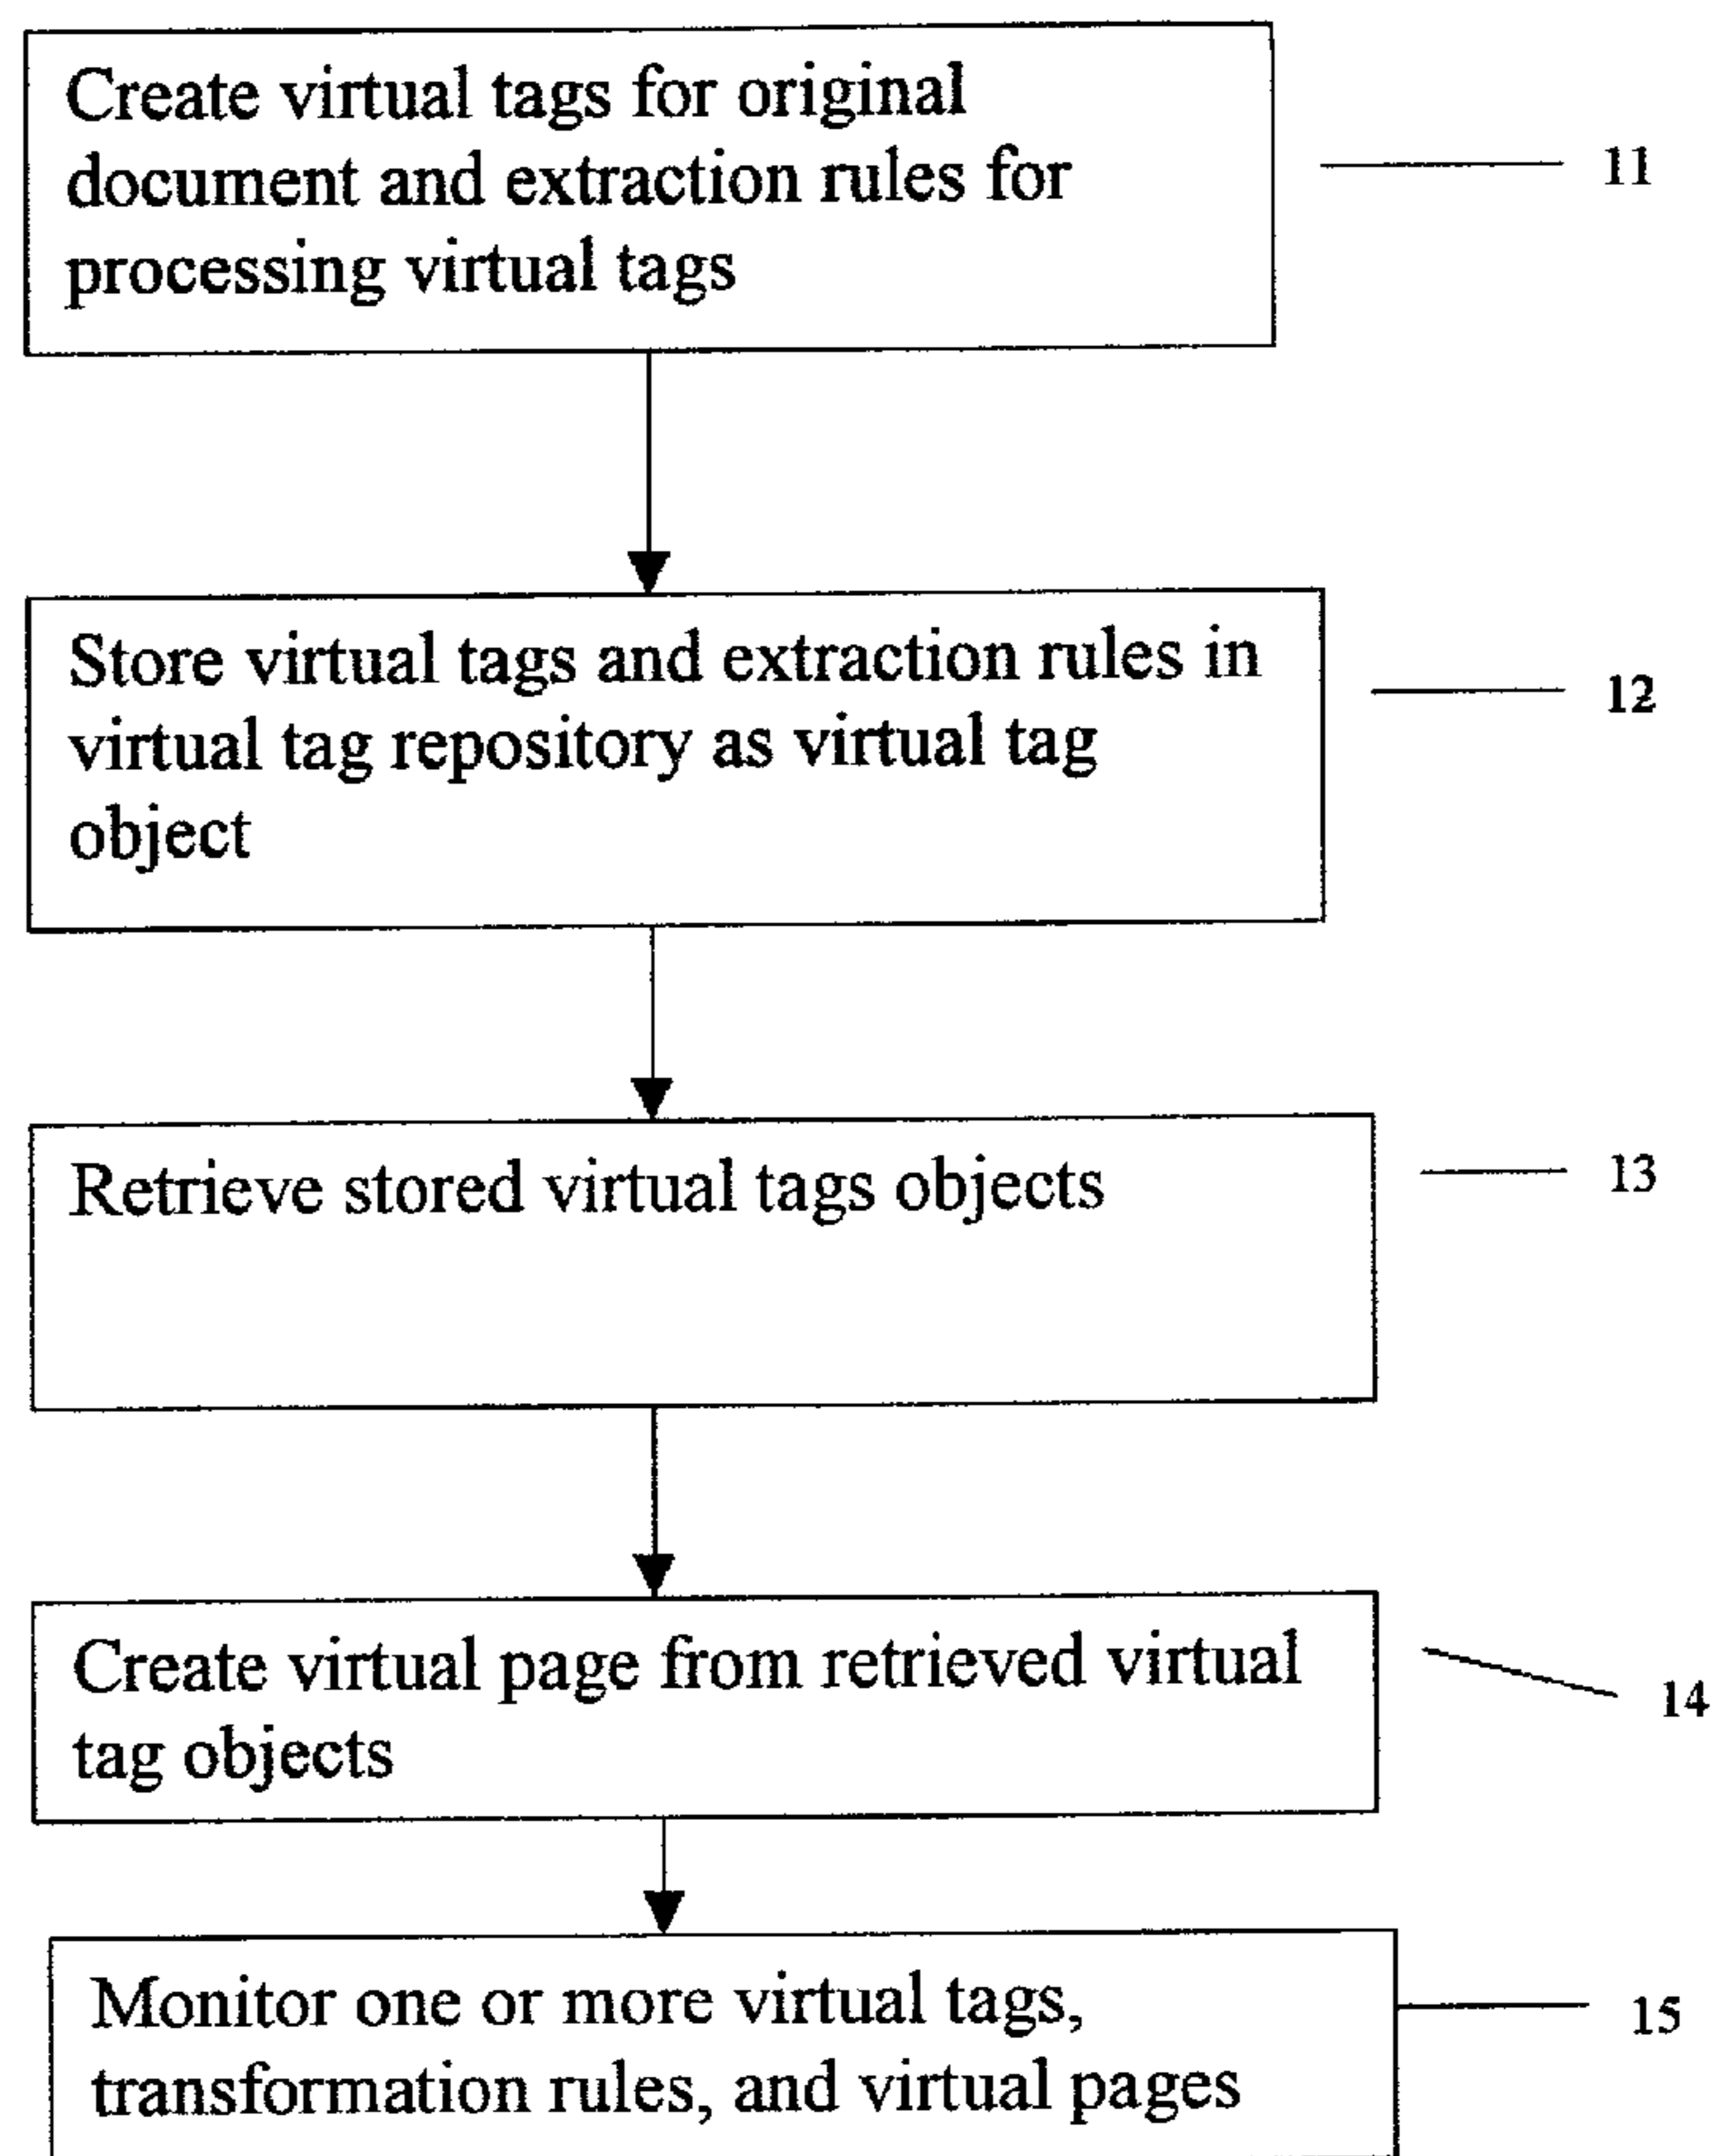 Create virtual tags for original
document and extraction rules for
processing virtual tags
11
Store virtual tags and extraction rules in
virtual tag repository as virtual tag
object
12
Retrieve stored virtual tags objects
13
Create virtual page from retrieved virtual
tag objects
14
Monitor one or more virtual tags,
transformation rules, and virtual pages
15